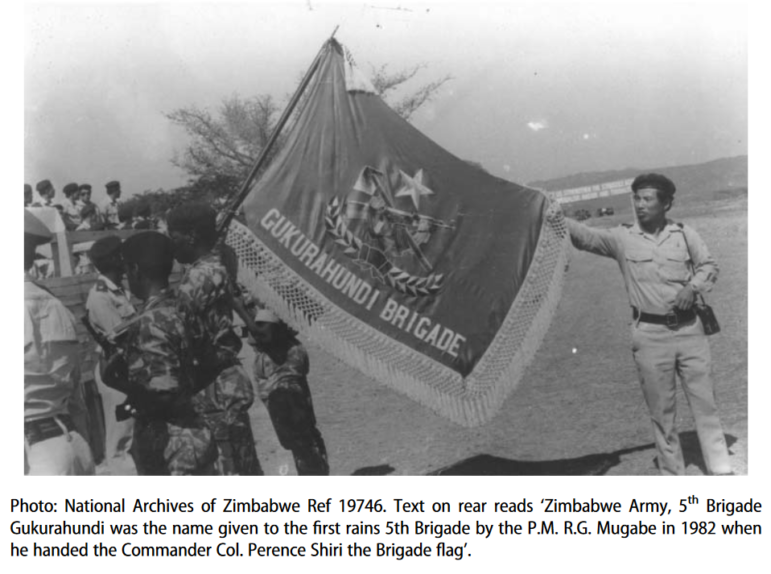 GUKURAHUNDI BRIGADE
Photo: National Archives of Zimbabwe Ref 19746. Text on rear reads ‘Zimbabwe Army, 5th Brigade
Gukurahundi was the name given to the first rains 5th Brigade by the P.M. R.G. Mugabe in 1982 when
he handed the Commander Col. Perence Shiri the Brigade flag’.